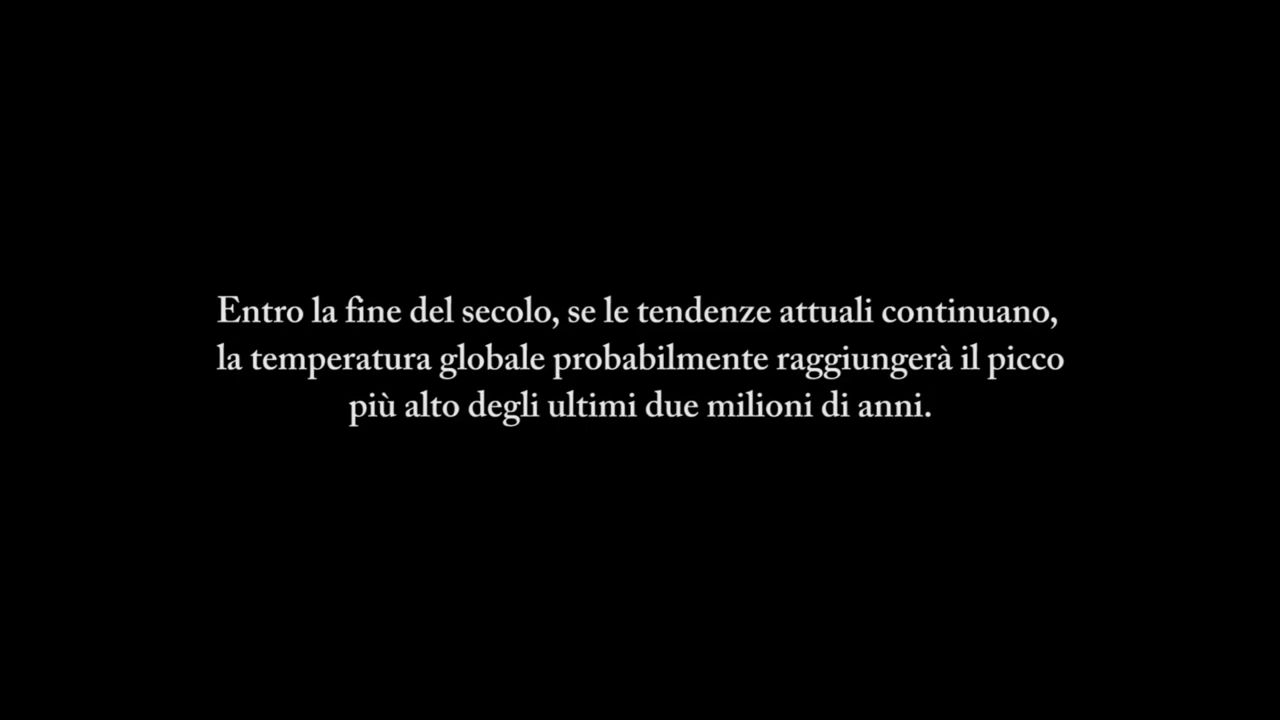 Entro la fine del secolo, se le tendenze attuali continuano,
la temperatura globale probabilmente raggiungerà il picco
più alto degli ultimi due milioni di anni.